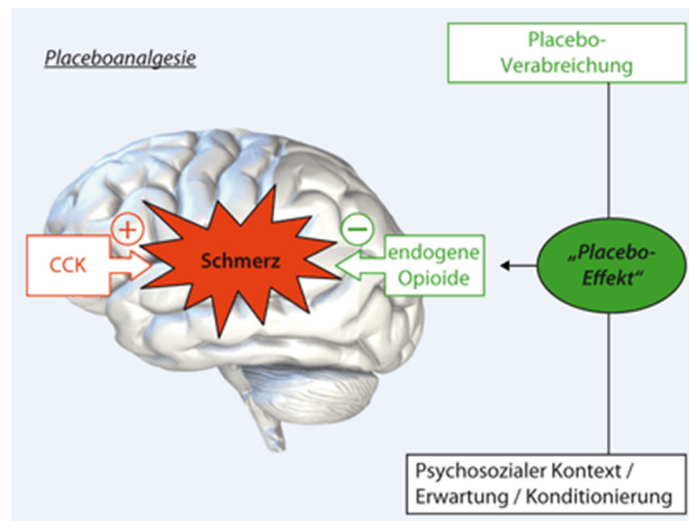 Placeboanalgesie
Placebo-
Verabreichung
+
CCK
Schmerz
–
endogene
Opioide
„Placebo-
Effekt“
Psychosozialer Kontext /
Erwartung / Konditionierung